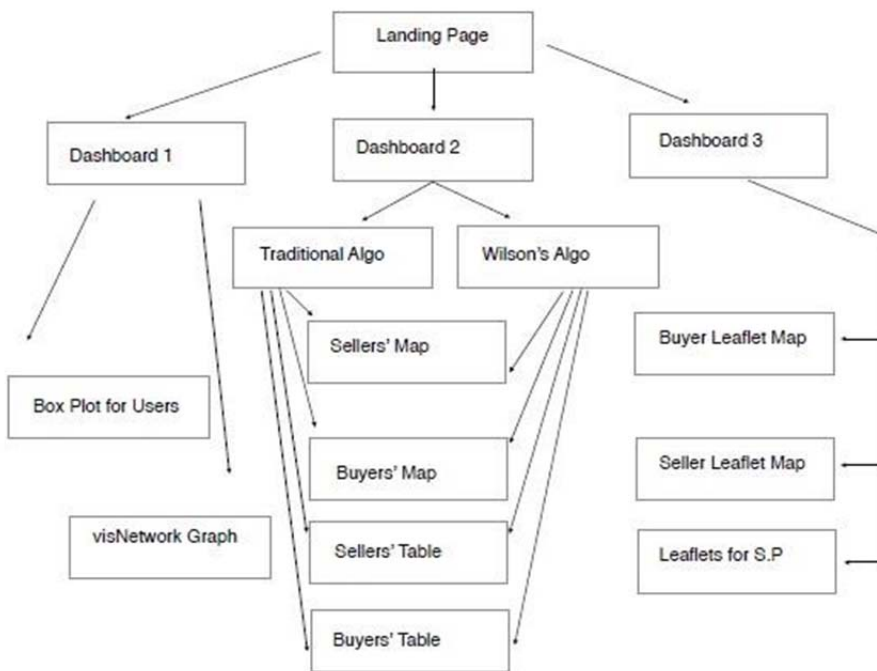 Landing Page
Dashboard 1
Dashboard 2
Dashboard 3
Traditional Algo
Wilson's Algo
Sellers' Map
Buyer Leaflet Map
Box Plot for Users
Buyers' Map
Seller Leaflet Map
visNetwork Graph
Sellers' Table
Leaflets for S.P
Buyers' Table